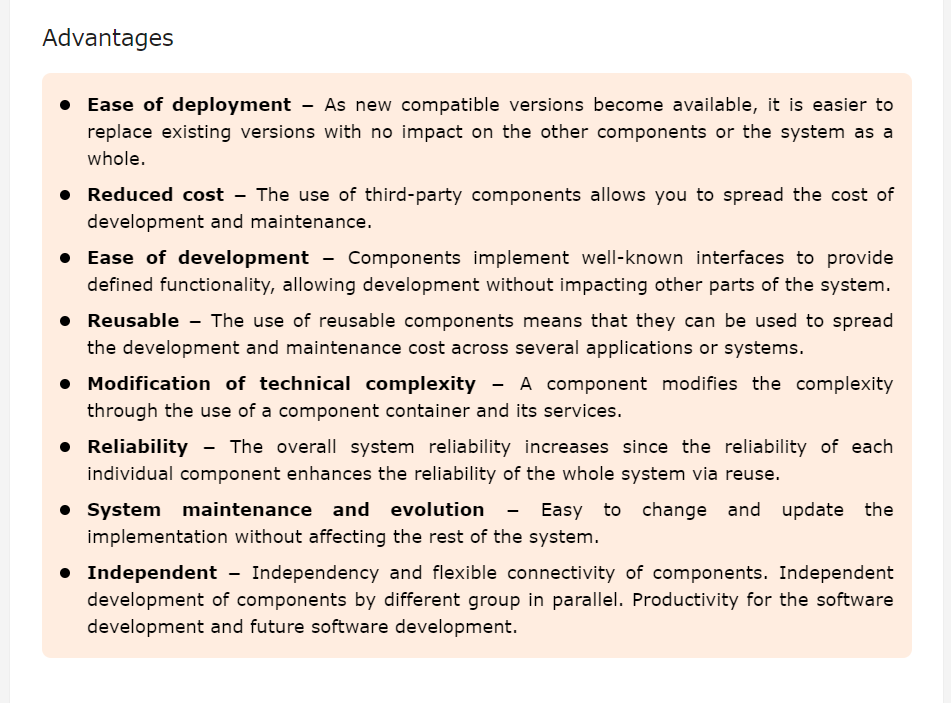 Advantages
● Ease of deployment – As new compatible versions become available, it is easier to
replace existing versions with no impact on the other components or the system as a
whole.
● Reduced cost – The use of third-party components allows you to spread the cost of
development and maintenance.
● Ease of development – Components implement well-known interfaces to provide
defined functionality, allowing development without impacting other parts of the system.
● Reusable – The use of reusable components means that they can be used to spread
the development and maintenance cost across several applications or systems.
● Modification of technical complexity – A component modifies the complexity
through the use of a component container and its services.
● Reliability – The overall system reliability increases since the reliability of each
individual component enhances the reliability of the whole system via reuse.
● System maintenance and evolution – Easy to change and update the
implementation without affecting the rest of the system.
● Independent – Independency and flexible connectivity of components. Independent
development of components by different group in parallel. Productivity for the software
development and future software development.